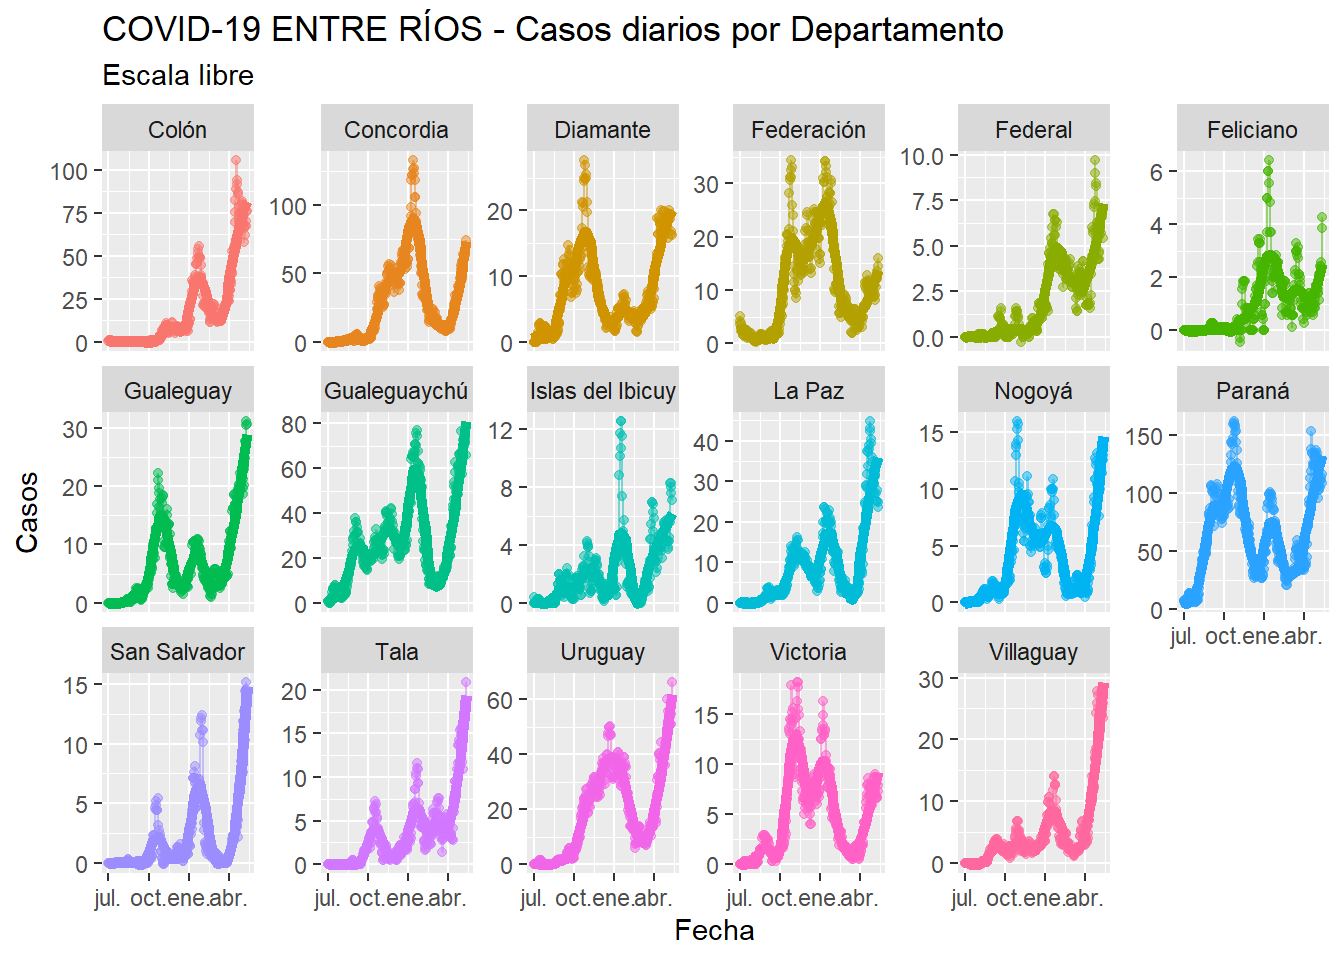 COVID-19 ENTRE RÍOS - Casos diarios por Departamento
Escala libre
Colón
Concordia
Diamante
Federación
Federal
Feliciano
100
75
50
25
0
100
50
0
20
10
0
30
20
10
0
10.0
7.5
5.0
2.5
0.0
6
4
2
0
Gualeguay
Gualeguaychú
Islas del Ibicuy
La Paz
Nogoyá
Paraná
30
20
10
0
80
60
40
20
0
12
8
4
0
40
30
20
10
0
15
10
5
0
150
100
50
0
jul. oct. ene. abr.
San Salvador
Tala
Uruguay
Victoria
Villaguay
15
10
5
0
20
15
10
5
0
60
40
20
0
15
10
5
0
30
20
10
0
jul. oct. ene. abr.
jul. oct. ene. abr.
jul. oct. ene. abr.
jul. oct. ene. abr.
jul. oct. ene. abr.
Casos
Fecha